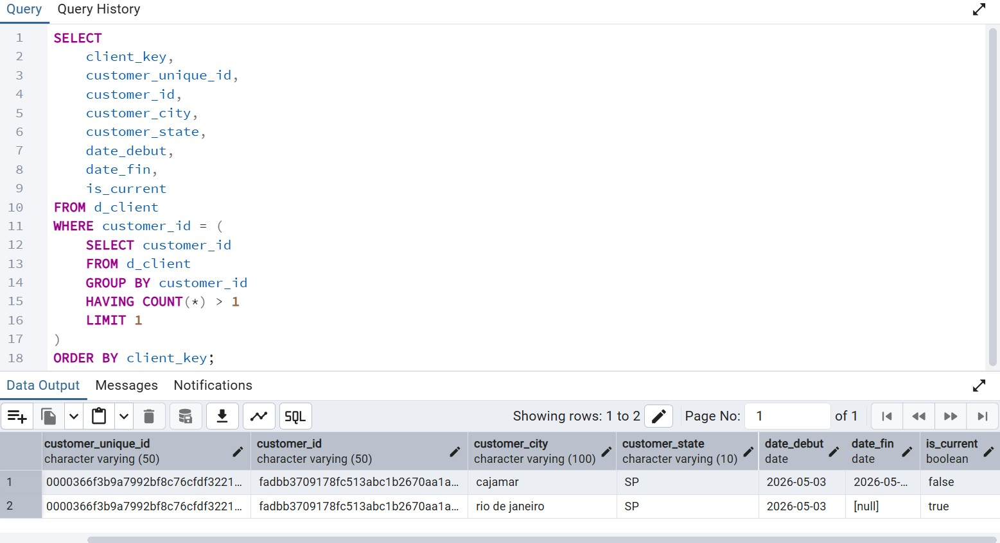 Query Query History
1 SELECT
2 client_key,
3 customer_unique_id,
4 customer_id,
5 customer_city,
6 customer_state,
7 date_debut,
8 date_fin,
9 is_current
10 FROM d_client
11 WHERE customer_id = (
12 SELECT customer_id
13 FROM d_client
14 GROUP BY customer_id
15 HAVING COUNT(*) > 1
16 LIMIT 1
17 )
18 ORDER BY client_key;
Data Output Messages Notifications
SQL Showing rows: 1 to 2 Page No: 1 of 1
customer_unique_id customer_id customer_city customer_state date_debut date_fin is_current
character varying (50) character varying (50) character varying (100) character varying (10) date date boolean
1 0000366f3b9a7992bf8c76cfdf3221... fadbb3709178fc513abc1b2670aa1a... cajamar SP 2026-05-03 2026-05-... false
2 0000366f3b9a7992bf8c76cfdf3221... fadbb3709178fc513abc1b2670aa1a... rio de janeiro SP 2026-05-03 [null] true